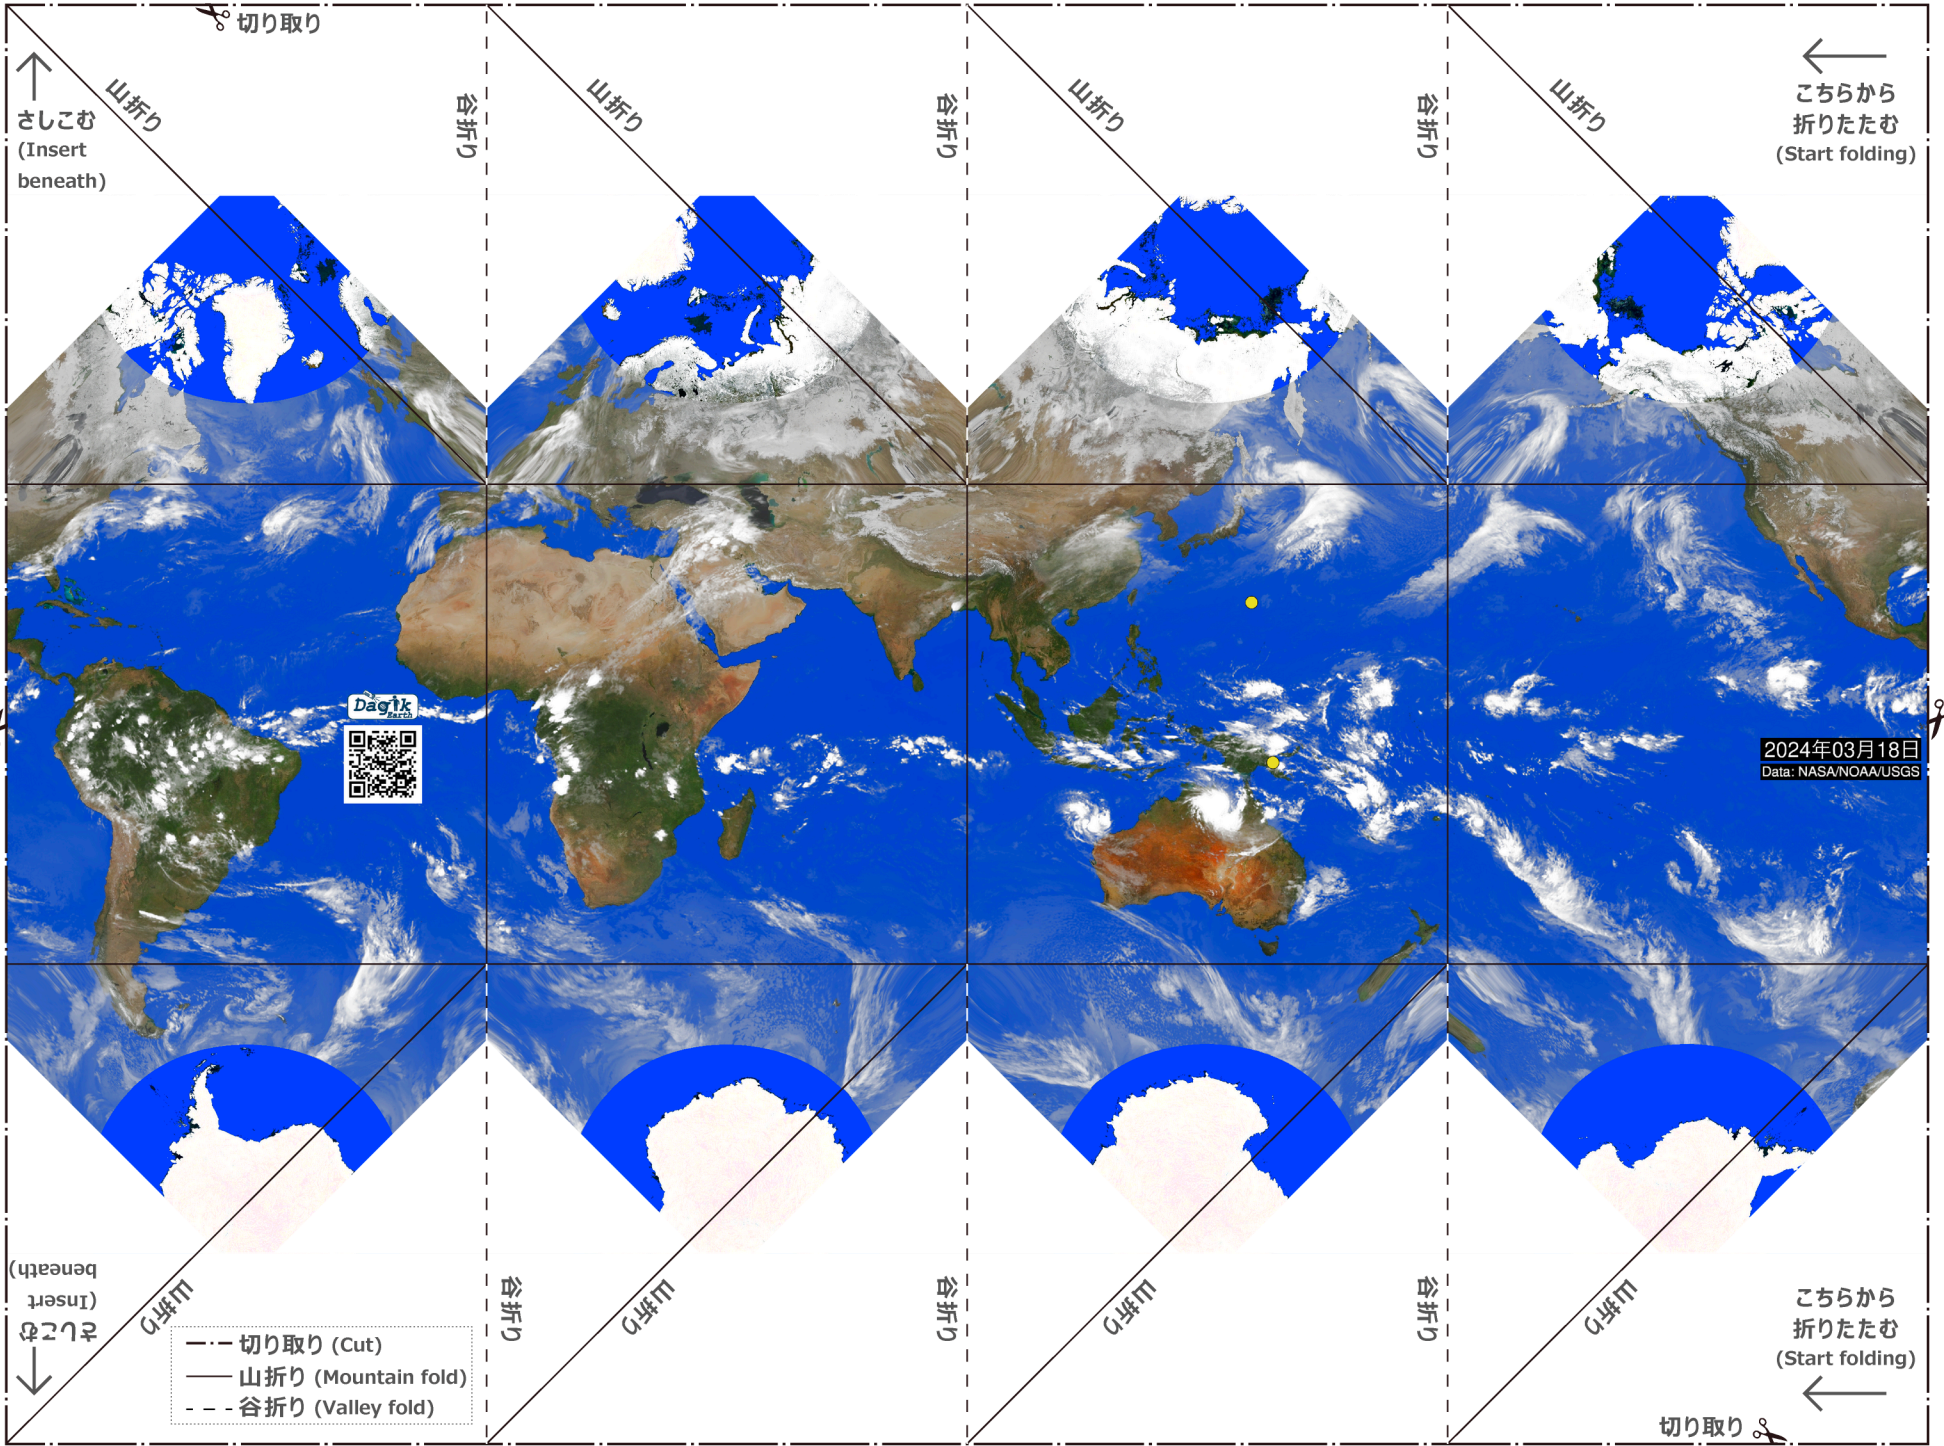 切り取り
山折り
谷折り
山折り
谷折り
山折り
谷折り
山折り
さしこむ
(Insert
beneath)
こちらから
折りたたむ
(Start folding)
Dagik
Earth
2024年03月18日
Data: NASA/NOAA/USGS
さしこむ
(Insert
beneath)
山折り
谷折り
山折り
谷折り
山折り
谷折り
山折り
こちらから
折りたたむ
(Start folding)
切り取り (Cut)
山折り (Mountain fold)
谷折り (Valley fold)
切り取り